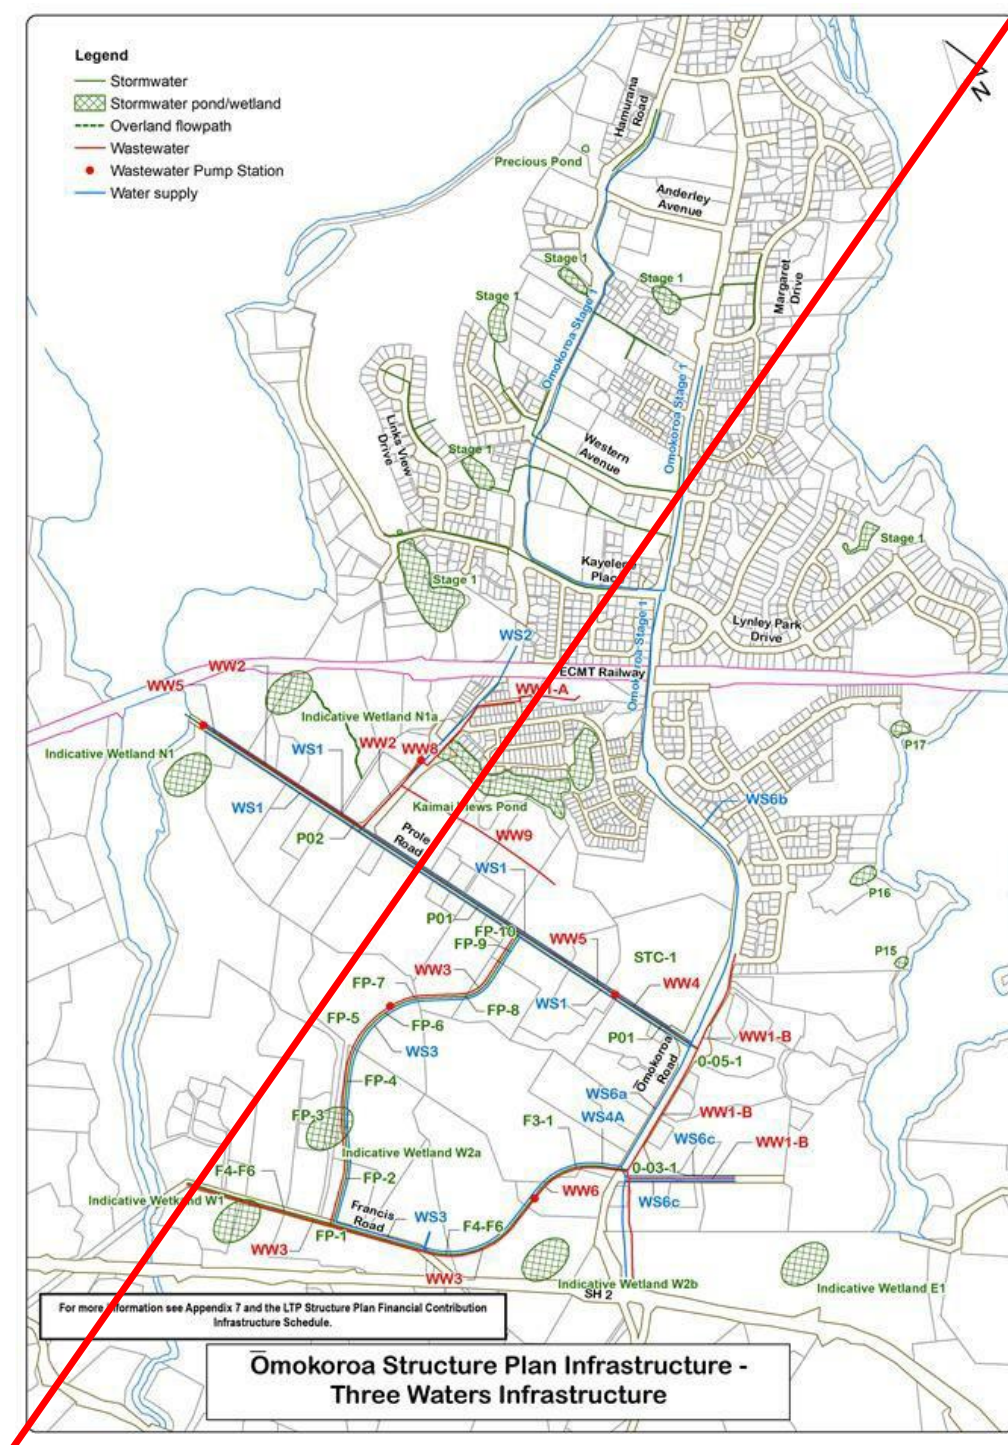 Legend
Stormwater
Stormwater pond/wetland
Overland flowpath
Wastewater
Wastewater Pump Station
Water supply
N
Hamurana
Road
Precious Pond
Anderley
Avenue
Stage 1
Stage 1
Margaret
Drive
Stage 1
Ōmokoroa Stage 1
Ōmokoroa Stage 1
Links View
Drive
Western
Avenue
Stage 1
Stage 1
Kayelene
Place
Stage 1
Ōmokoroa Stage 1
Lynley Park
Drive
WS2
WW2
ECMT Railway
WW5
WW1-A
Indicative Wetland N1a
WW2
WW8
Indicative Wetland N1
WS1
P17
WS1
Kaimai Views Pond
WS6b
P02
Prole
Road
WW9
WS1
P16
P01
FP-10
FP-9
WW5
STC-1
P15
WW3
FP-7
WW4
WS1
FP-8
FP-5
FP-6
P01
WW1-B
WS3
Ōmokoroa
Road
0-05-1
FP-4
WS6a
FP-3
F3-1
WS4A
WW1-B
WS6c
WW1-B
Indicative Wetland W2a
0-03-1
F4-F6
FP-2
WW6
WS6c
Indicative Wetland W1
Francis
Road
WS3
F4-F6
FP-1
WW3
WW3
Indicative Wetland W2b
Indicative Wetland E1
SH 2
For more information see Appendix 7 and the LTP Structure Plan Financial Contribution
Infrastructure Schedule.
Ōmokoroa Structure Plan Infrastructure -
Three Waters Infrastructure